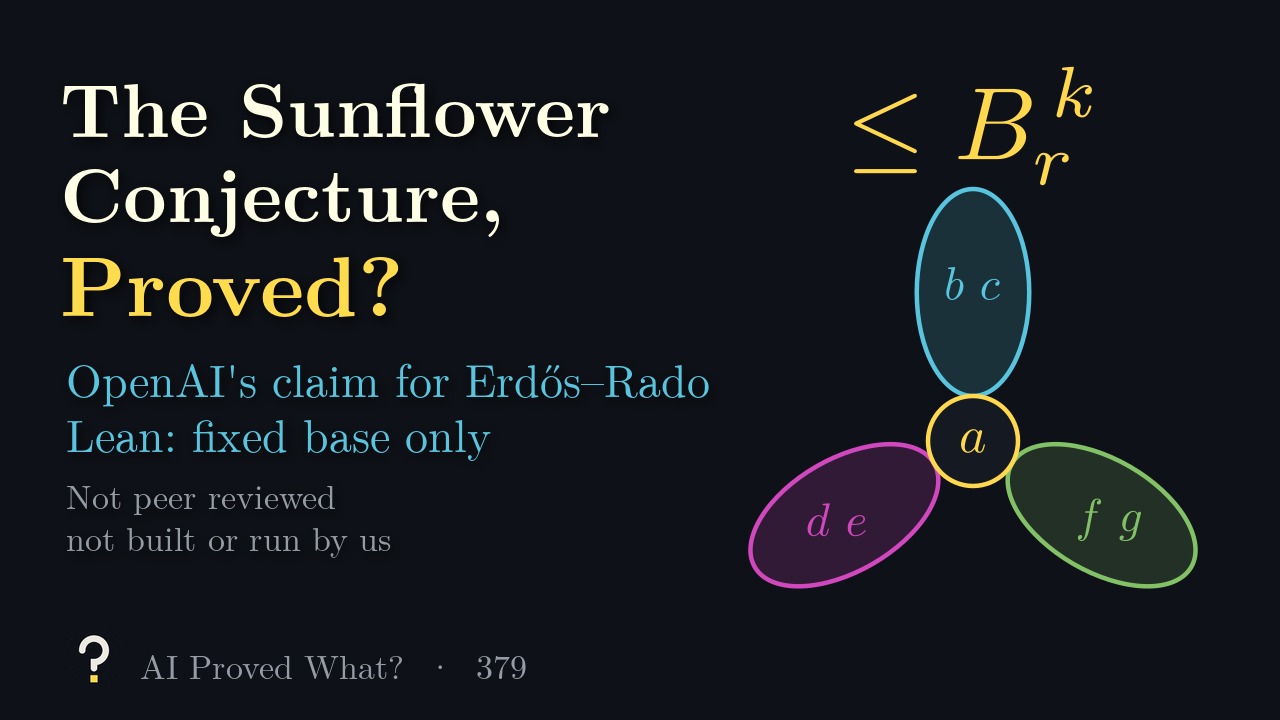 The Sunflower
Conjecture,
Proved?
OpenAI's claim for Erdős–Rado
Lean: fixed base only
Not peer reviewed
not built or run by us
? AI Proved What? · 379
≤ B_r^k
b c
a
d e
f g